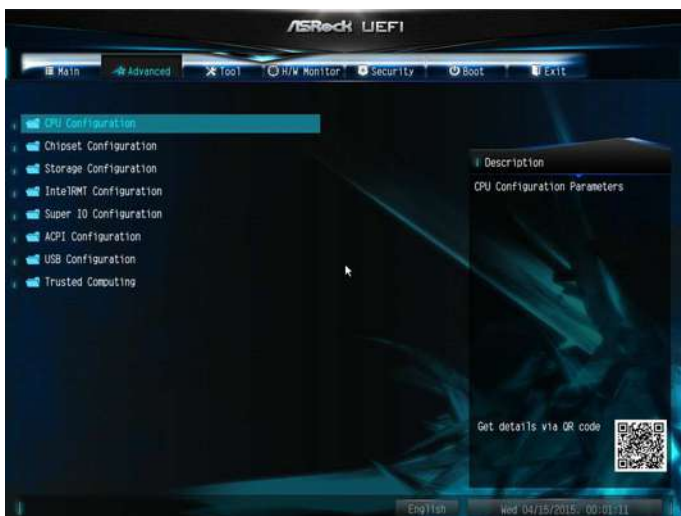 ASRock UEFI
Main Advanced Tool H/W Monitor Security Boot Exit
CPU Configuration
Chipset Configuration
Storage Configuration
IntelRMT Configuration
Super IO Configuration
ACPI Configuration
USB Configuration
Trusted Computing
Description
CPU Configuration Parameters
Get details via QR code
English Wed 04/15/2015. 00:01:11